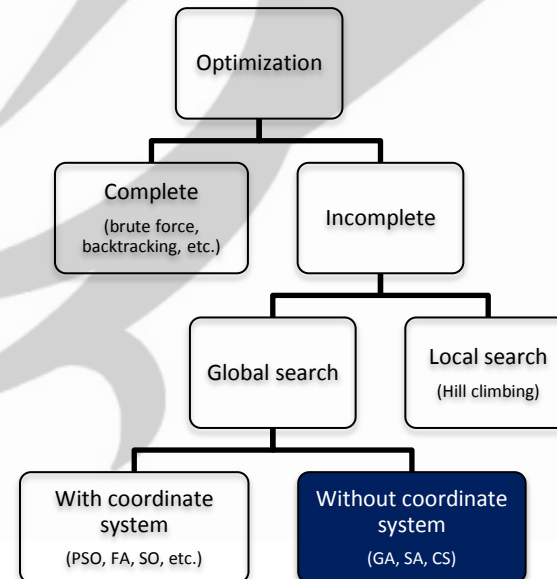 Optimization
Complete
(brute force,
backtracking, etc.)
Incomplete
Global search
Local search
(Hill climbing)
With coordinate
system
(PSO, FA, SO, etc.)
Without coordinate
system
(GA, SA, CS)